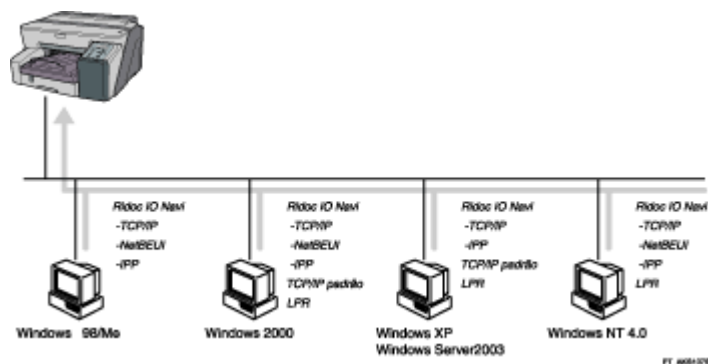 Ridoc IO Navi
-TCP/IP
-NetBEUI
-IPP
Windows 98/Me
Ridoc IO Navi
-TCP/IP
-NetBEUI
-IPP
TCP/IP padrão
LPR
Windows 2000
Ridoc IO Navi
-TCP/IP
-IPP
TCP/IP padrão
LPR
Windows XP
Windows Server2003
Ridoc IO Navi
-TCP/IP
-NetBEUI
-IPP
LPR
Windows NT 4.0